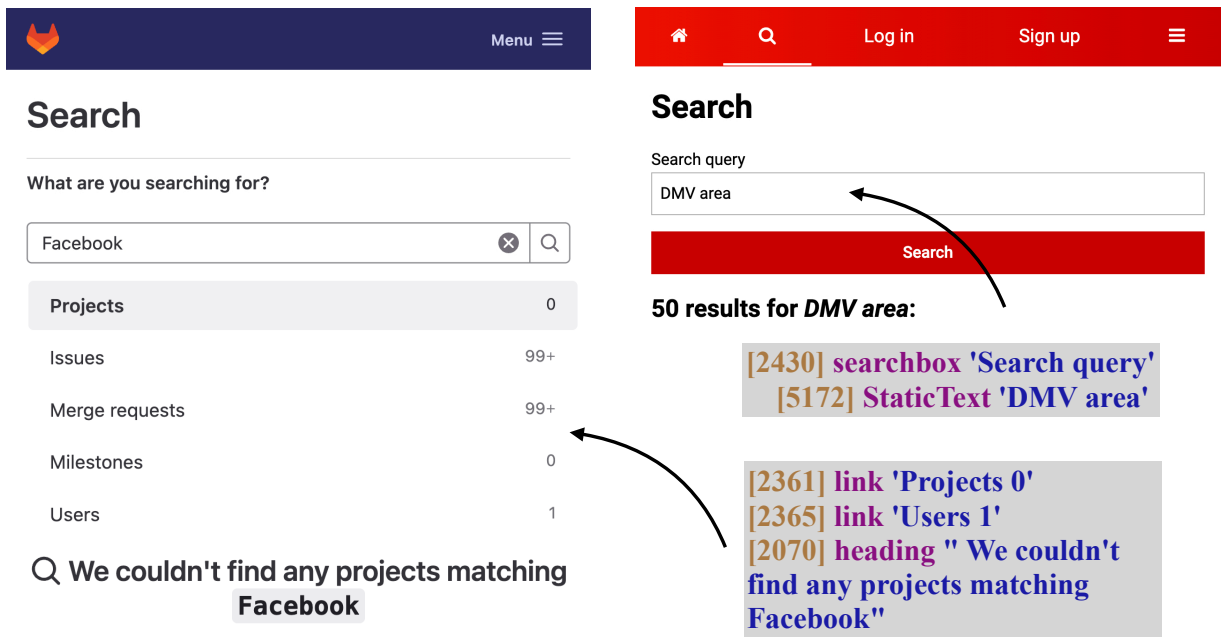 Menu
Search
What are you searching for?
Facebook
Projects 0
Issues 99+
Merge requests 99+
Milestones 0
Users 1
We couldn't find any projects matching
Facebook
Log in Sign up
Search
Search query
DMV area
Search
50 results for DMV area:
[2430] searchbox 'Search query'
[5172] StaticText 'DMV area'
[2361] link 'Projects 0'
[2365] link 'Users 1'
[2070] heading " We couldn't
find any projects matching
Facebook"